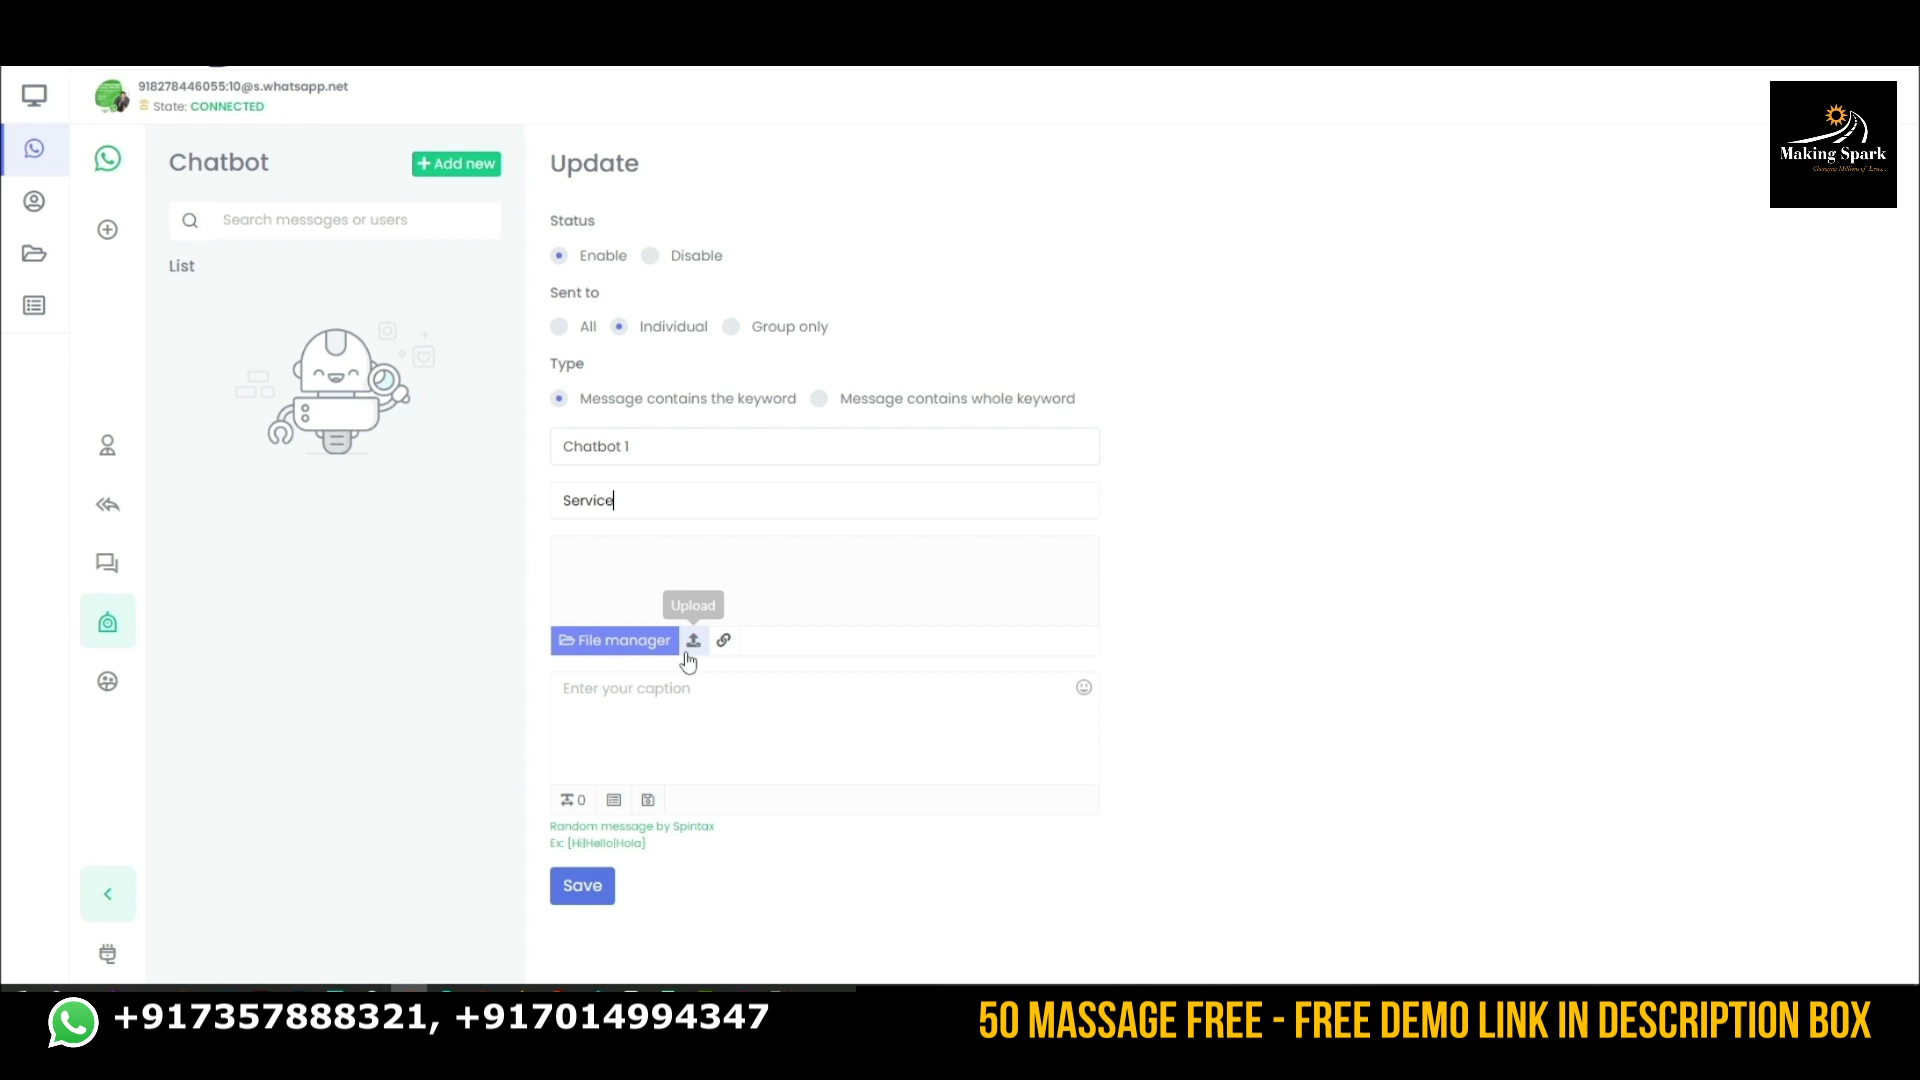 918278446055:10@s.whatsapp.net
State: CONNECTED
Making Spark
Chatbot
+ Add new
Search messages or users
List
Update
Status
Enable
Disable
Sent to
All
Individual
Group only
Type
Message contains the keyword
Message contains whole keyword
Chatbot 1
Service
Upload
File manager
Enter your caption
0
Random message by Spintax
Ex: {Hi|Hello|Hola}
Save
+917357888321, +917014994347
50 MASSAGE FREE - FREE DEMO LINK IN DESCRIPTION BOX